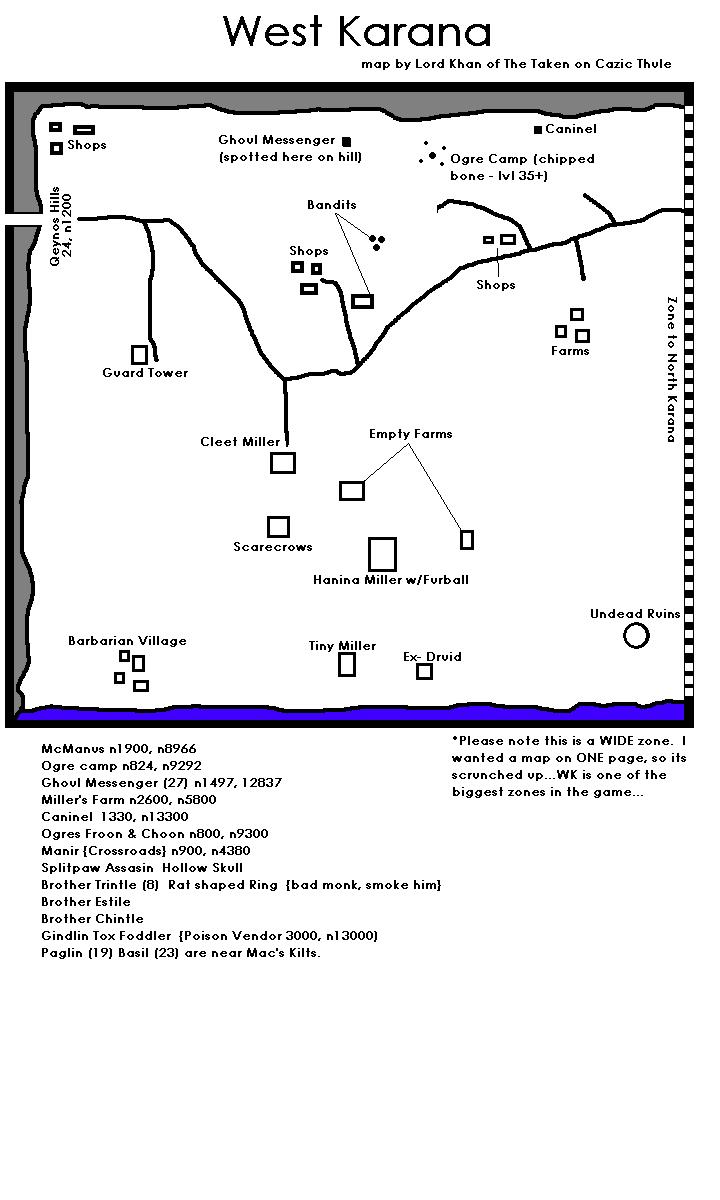 West Karana
map by Lord Khan of The Taken on Cazic Thule
Shops
Ghoul Messenger
(spotted here on hill)
Caninel
Ogre Camp (chipped
bone - lvl 35+)
Qeynos Hills
24, n1200
Bandits
Shops
Shops
Zone to North Karana
Farms
Guard Tower
Cleet Miller
Empty Farms
Scarecrows
Hanina Miller w/Furball
Undead Ruins
Barbarian Village
Tiny Miller
Ex- Druid
McManus n1900, n8966
Ogre camp n824, n9292
Ghoul Messenger (27) n1497, 12837
Miller's Farm n2600, n5800
Caninel 1330, n13300
Ogres Froon & Choon n800, n9300
Manir {Crossroads} n900, n4380
Splitpaw Assasin Hollow Skull
Brother Trintle (8) Rat shaped Ring {bad monk, smoke him}
Brother Estile
Brother Chintle
Gindlin Tox Foddler {Poison Vendor 3000, n13000)
Paglin (19) Basil (23) are near Mac's Kilts.
*Please note this is a WIDE zone. I
wanted a map on ONE page, so its
scrunched up...WK is one of the
biggest zones in the game...